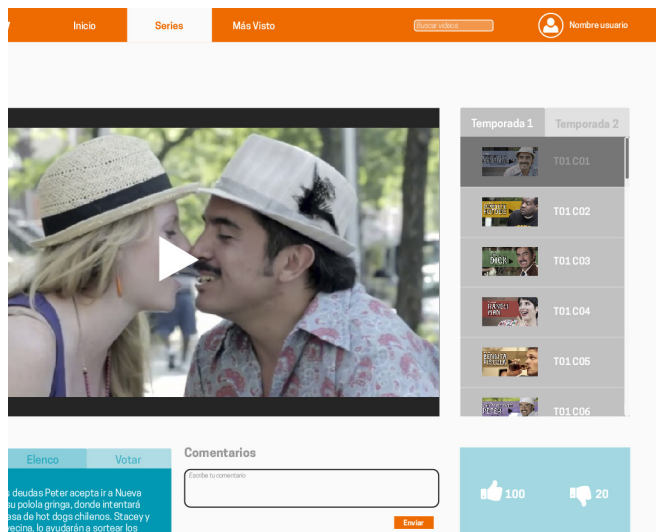 Inicio
Series
Más Visto
Buscar videos
Nombre usuario
Temporada 1
Temporada 2
T01 C01
T01 C02
DICK
T01 C03
T01 C04
T01 C05
T01 C06
Elenco
Votar
Comentarios
Escribe tu comentario
s deudas Peter acepta ir a Nueva
su polola gringa, donde intentará
asa de hot dogs chilenos. Stacey y
vecina, lo ayudarán a sortear los
Enviar
100
20